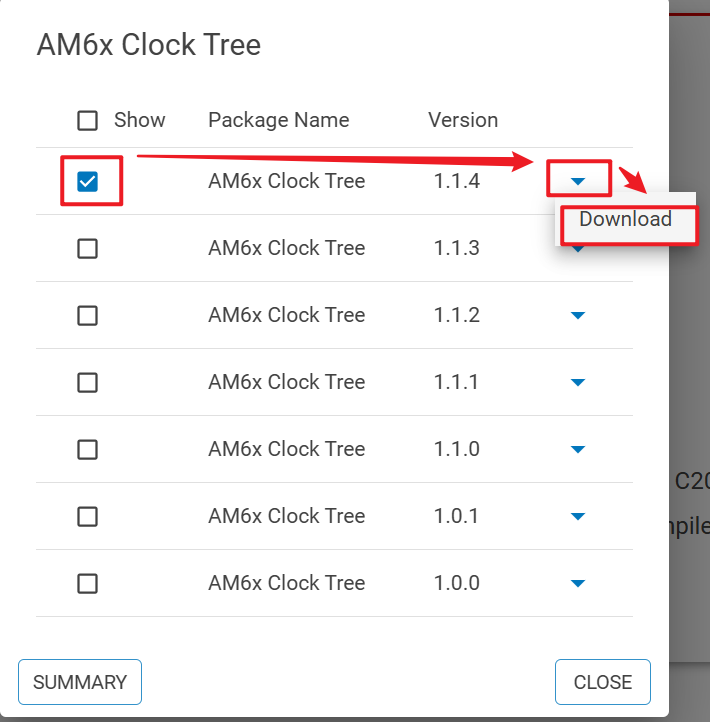 AM6x Clock Tree
Show Package Name Version
AM6x Clock Tree 1.1.4
Download
AM6x Clock Tree 1.1.3
AM6x Clock Tree 1.1.2
AM6x Clock Tree 1.1.1
AM6x Clock Tree 1.1.0
C20
AM6x Clock Tree 1.0.1
mpile
AM6x Clock Tree 1.0.0
SUMMARY CLOSE